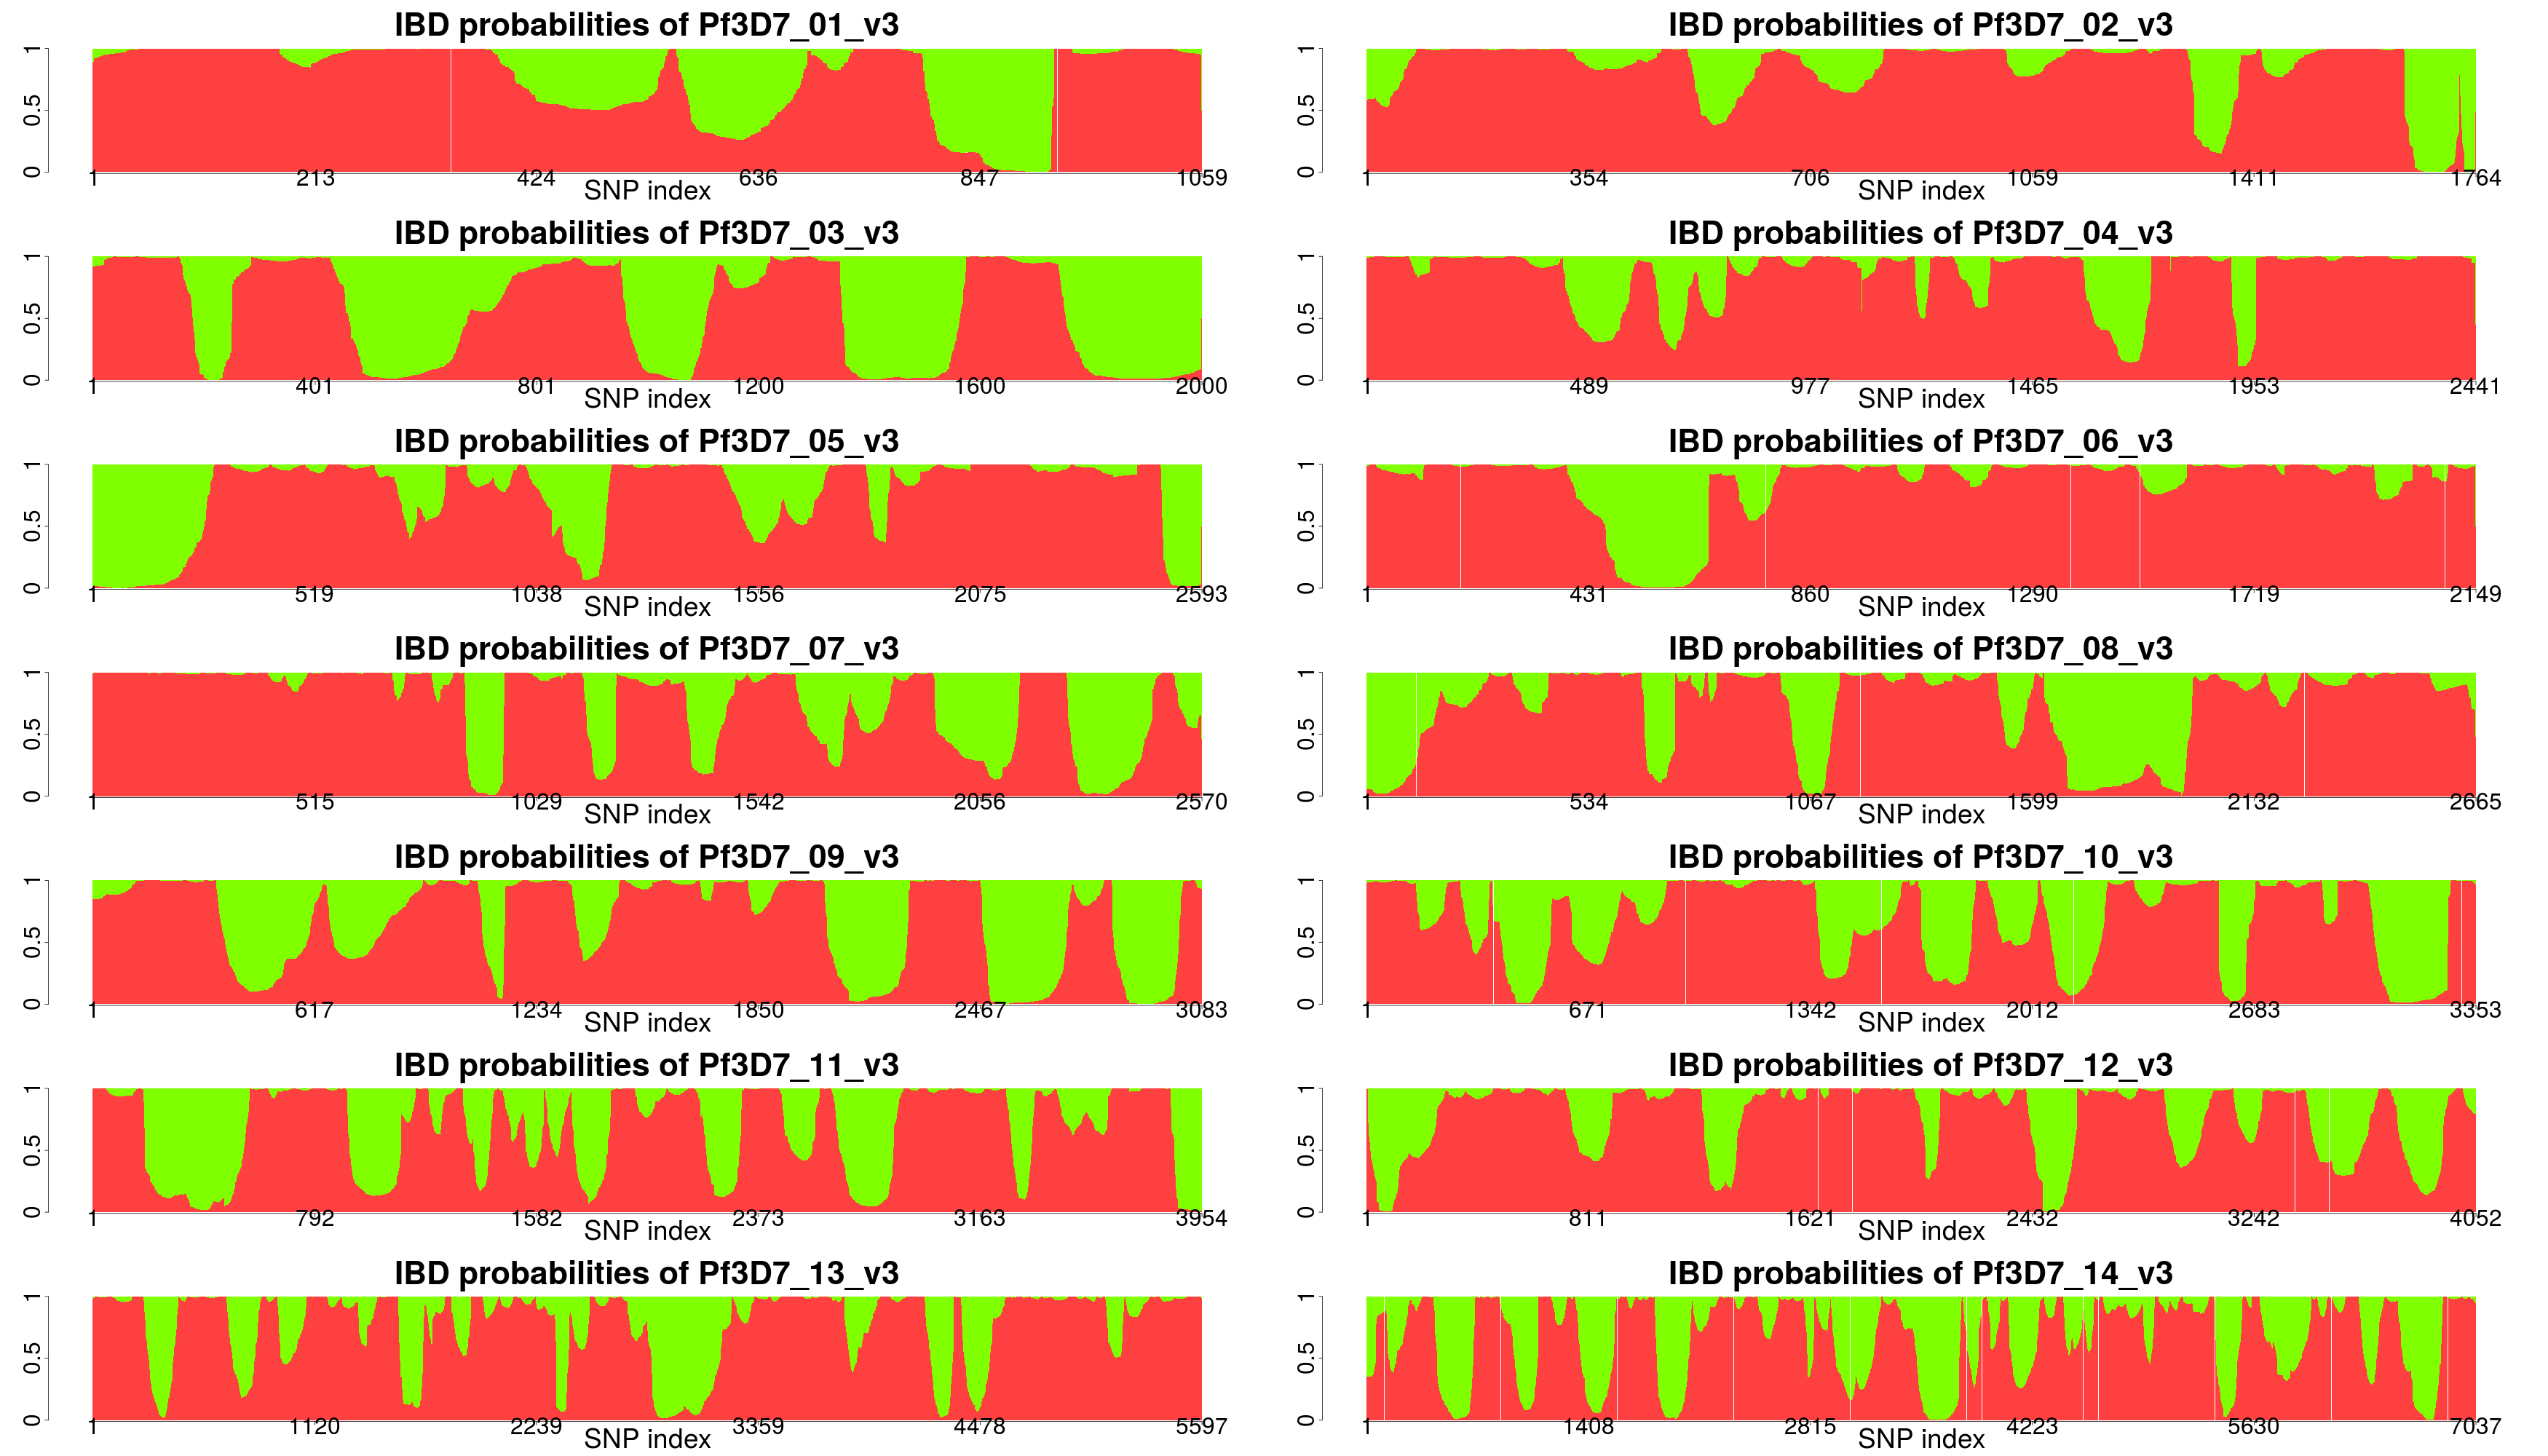 IBD probabilities of Pf3D7_01_v3
0 0.5 1
1 213 424 636 847 1059
SNP index
IBD probabilities of Pf3D7_02_v3
0 0.5 1
1 354 706 1059 1411 1764
SNP index
IBD probabilities of Pf3D7_03_v3
0 0.5 1
1 401 801 1200 1600 2000
SNP index
IBD probabilities of Pf3D7_04_v3
0 0.5 1
1 489 977 1465 1953 2441
SNP index
IBD probabilities of Pf3D7_05_v3
0 0.5 1
1 519 1038 1556 2075 2593
SNP index
IBD probabilities of Pf3D7_06_v3
0 0.5 1
1 431 860 1290 1719 2149
SNP index
IBD probabilities of Pf3D7_07_v3
0 0.5 1
1 515 1029 1542 2056 2570
SNP index
IBD probabilities of Pf3D7_08_v3
0 0.5 1
1 534 1067 1599 2132 2665
SNP index
IBD probabilities of Pf3D7_09_v3
0 0.5 1
1 617 1234 1850 2467 3083
SNP index
IBD probabilities of Pf3D7_10_v3
0 0.5 1
1 671 1342 2012 2683 3353
SNP index
IBD probabilities of Pf3D7_11_v3
0 0.5 1
1 792 1582 2373 3163 3954
SNP index
IBD probabilities of Pf3D7_12_v3
0 0.5 1
1 811 1621 2432 3242 4052
SNP index
IBD probabilities of Pf3D7_13_v3
0 0.5 1
1 1120 2239 3359 4478 5597
SNP index
IBD probabilities of Pf3D7_14_v3
0 0.5 1
1 1408 2815 4223 5630 7037
SNP index